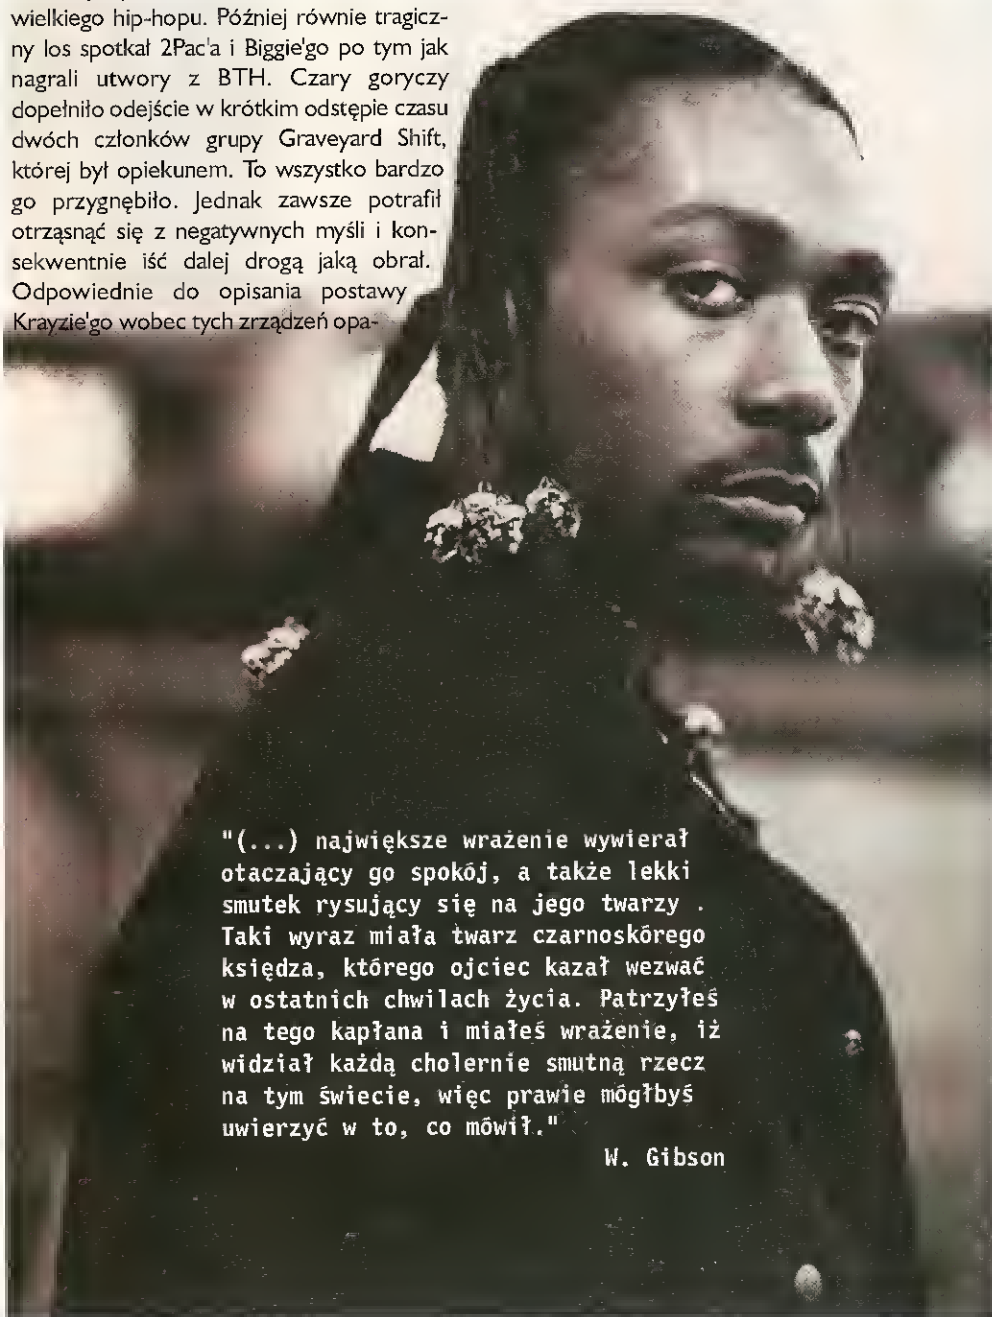 wielkiego hip-hopu. Później równie tragicz-
ny los spotkał 2Pac'a i Biggie'go po tym jak
nagrali utwory z BTH. Czary goryczy
dopełniło odejście w krótkim odstępie czasu
dwóch członków grupy Graveyard Shift,
której był opiekunem. To wszystko bardzo
go przygnębiło. Jednak zawsze potrafił
otrząsnąć się z negatywnych myśli i kon-
sekwentnie iść dalej drogą jaką obrał.
Odpowiednie do opisania postawy
Krayzie'go wobec tych zrządzeń opa-
"(...) największe wrażenie wywierał
otaczający go spokój, a także lekki
smutek rysujący się na jego twarzy .
Taki wyraz miała twarz czarnoskórego
księdza, którego ojciec kazał wezwać
w ostatnich chwilach życia. Patrzyłeś
na tego kapłana i miałeś wrażenie, iż
widział każdą cholernie smutną rzecz
na tym świecie, więc prawie mógłbyś
uwierzyć w to, co mówił."
W. Gibson